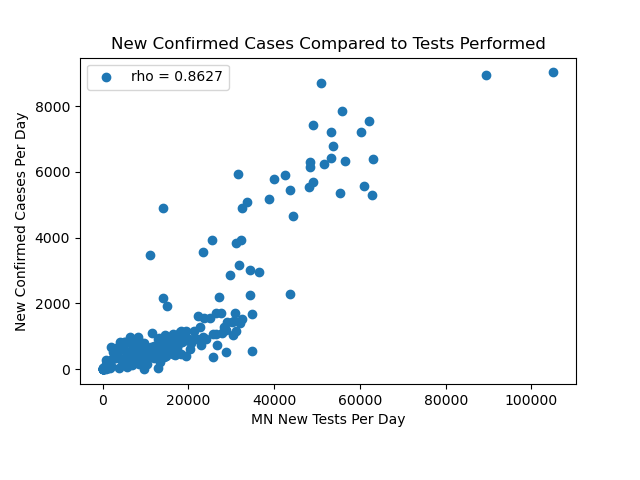 New Confirmed Cases Compared to Tests Performed
rho = 0.8627
New Confirmed Caeses Per Day
8000
6000
4000
2000
0
0 20000 40000 60000 80000 100000
MN New Tests Per Day